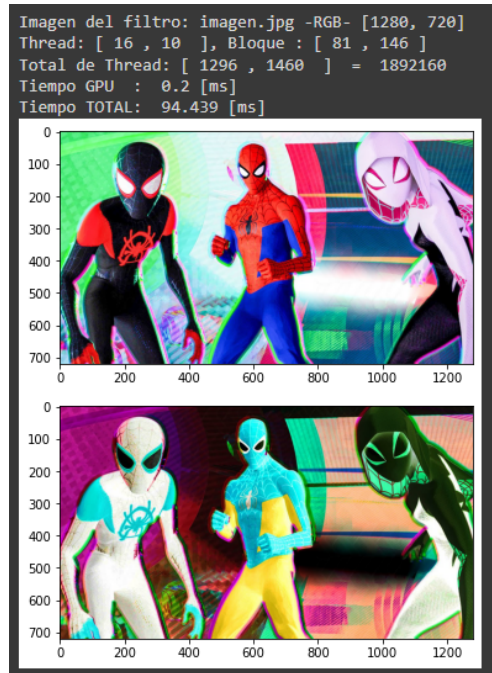 Imagen del filtro: imagen.jpg -RGB- [1280, 720]
Thread: [ 16 , 10  ], Bloque : [ 81 , 146 ]
Total de Thread: [ 1296 , 1460  ]  =  1892160
Tiempo GPU  :  0.2 [ms]
Tiempo TOTAL:  94.439 [ms]
0
100
200
300
400
500
600
700
0 200 400 600 800 1000 1200
0
100
200
300
400
500
600
700
0 200 400 600 800 1000 1200